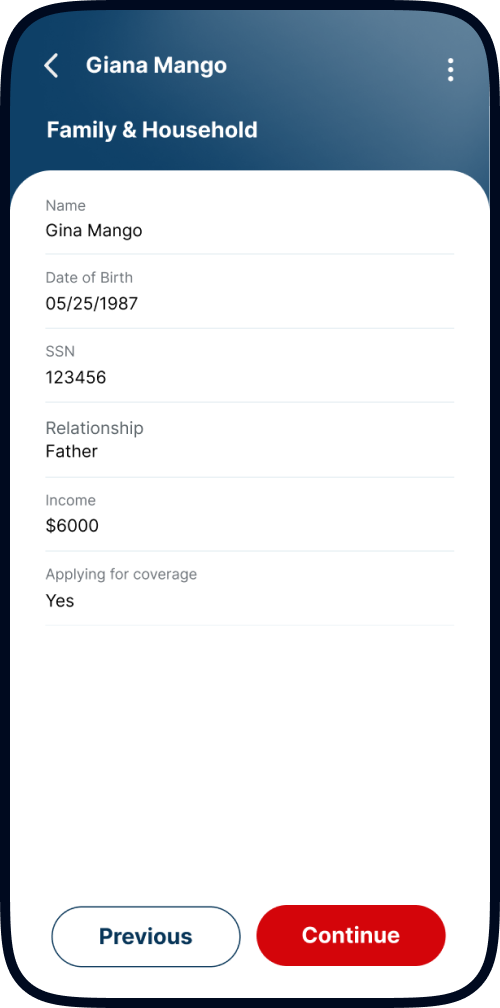 Giana Mango
Family & Household
Name
Gina Mango
Date of Birth
05/25/1987
SSN
123456
Relationship
Father
Income
$6000
Applying for coverage
Yes
Previous
Continue